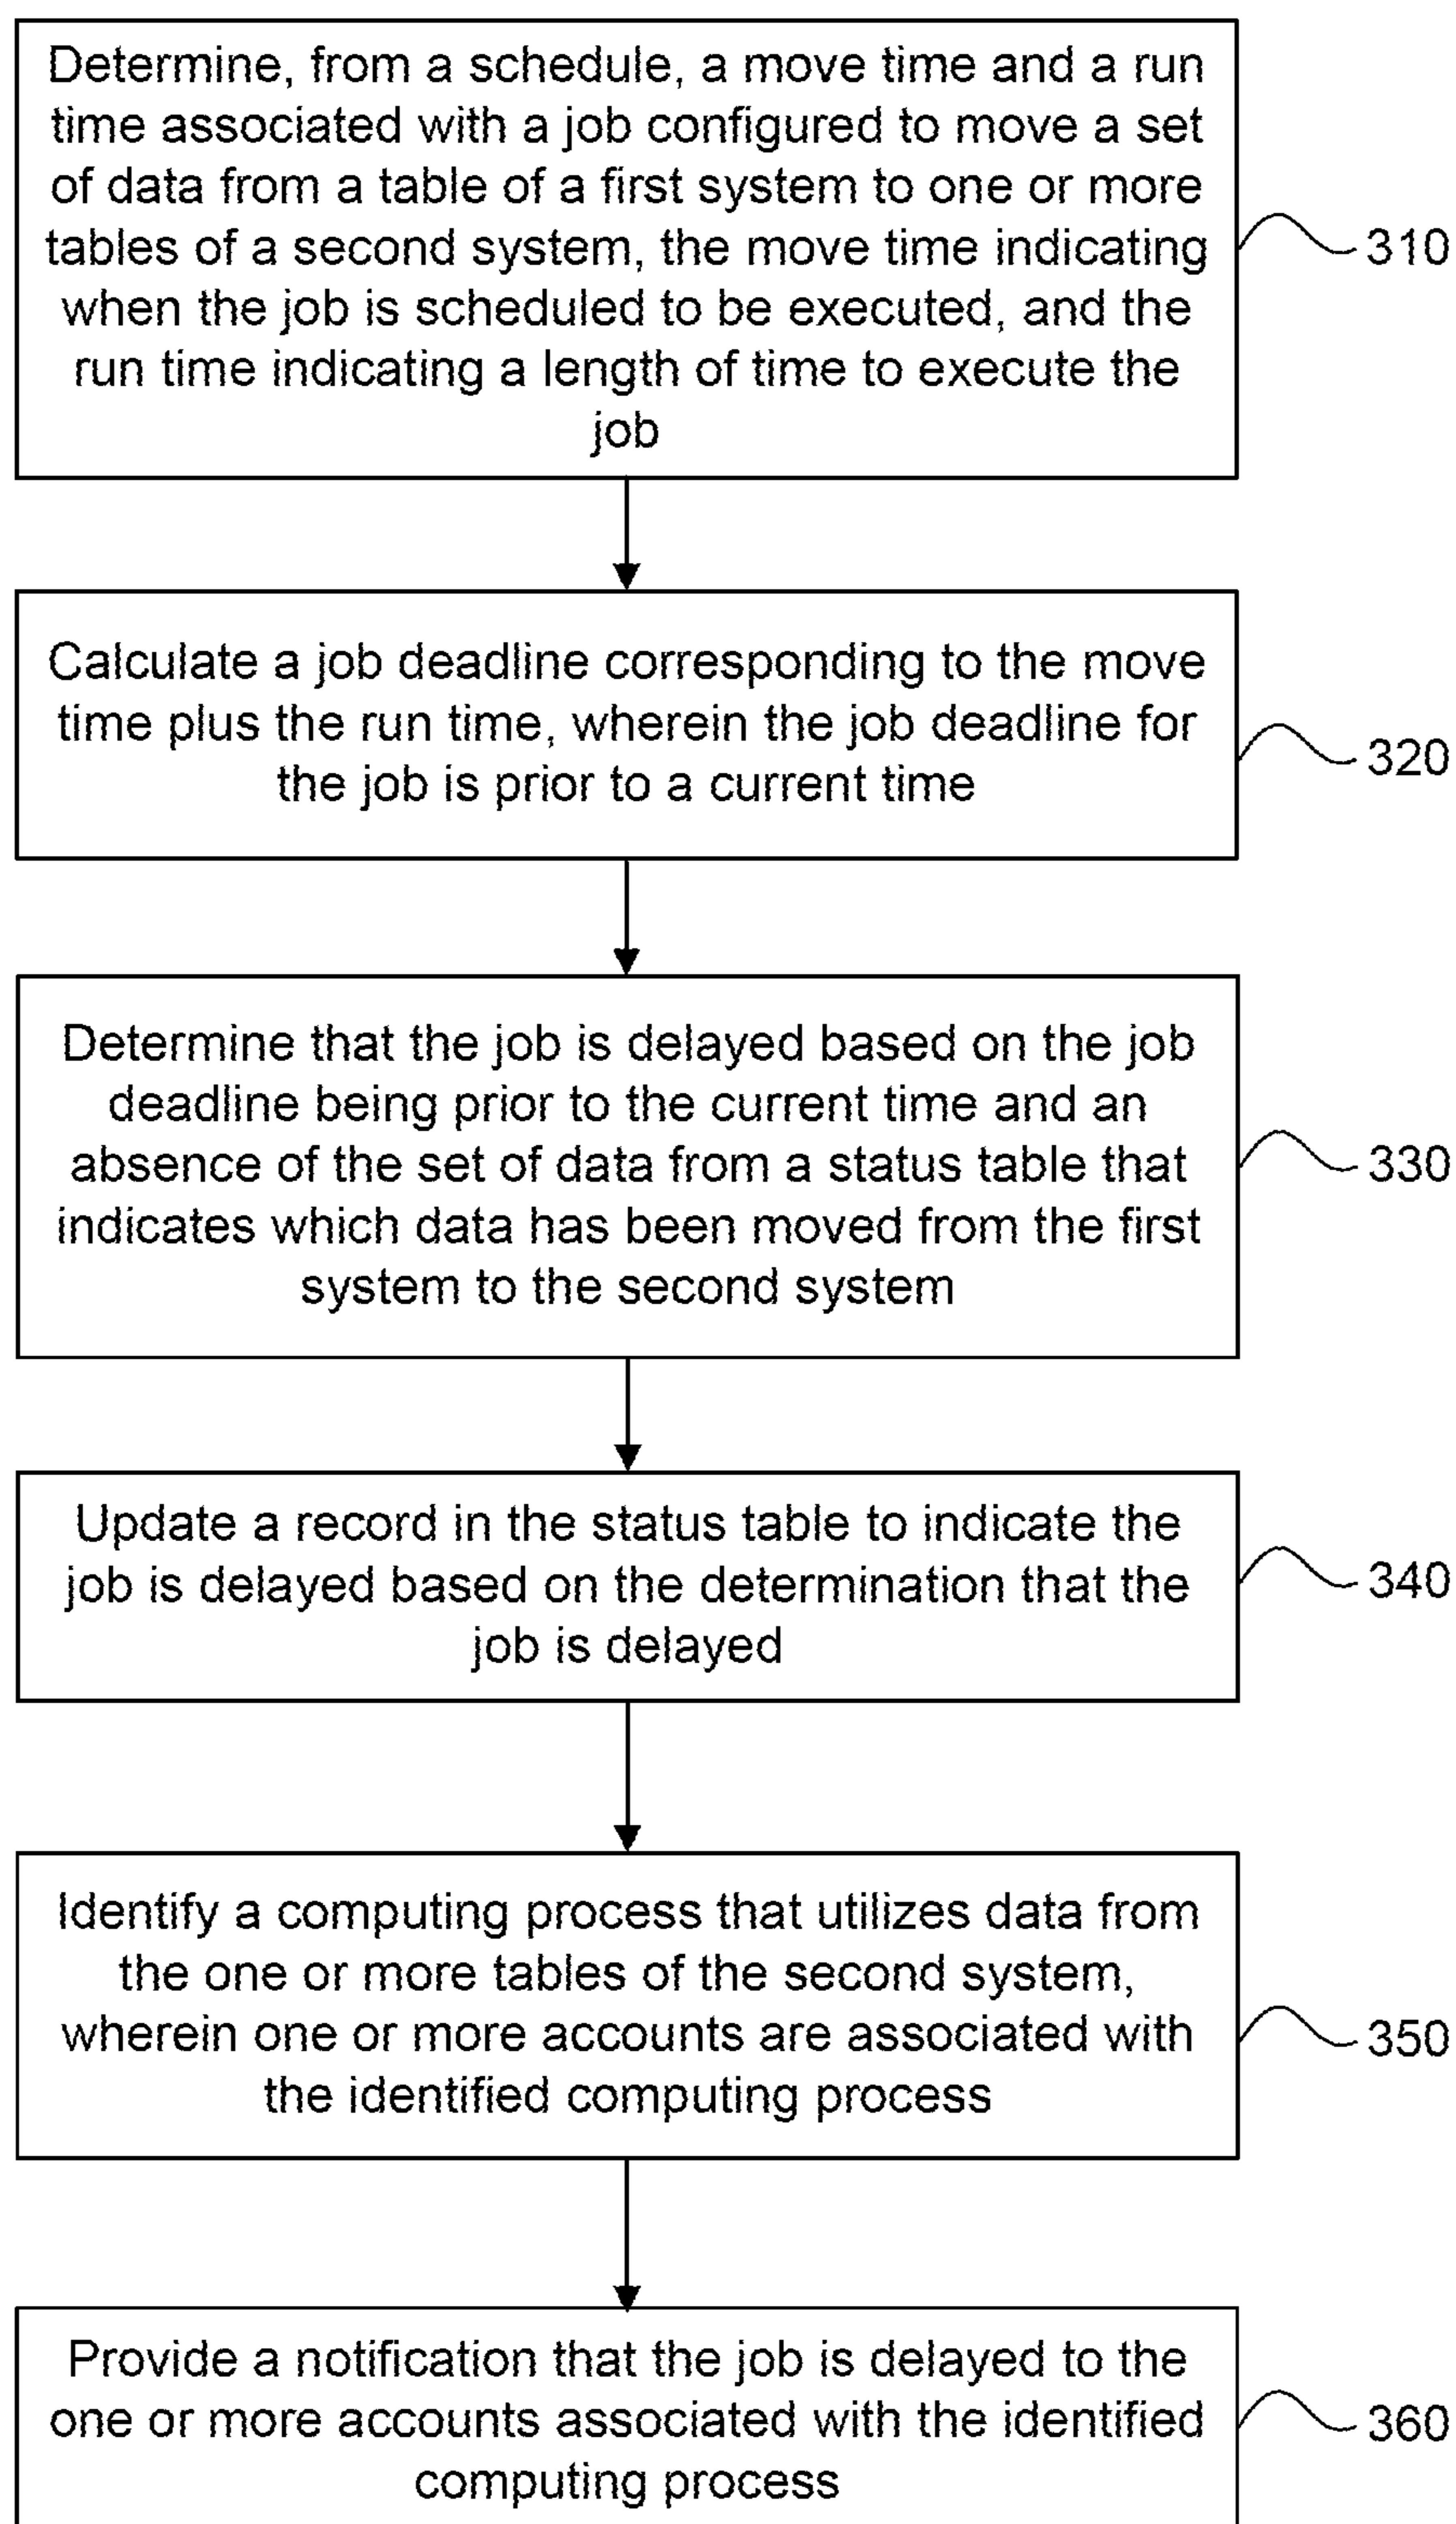 Determine, from a schedule, a move time and a run
time associated with a job configured to move a set
of data from a table of a first system to one or more
tables of a second system, the move time indicating
when the job is scheduled to be executed, and the
run time indicating a length of time to execute the
job
310
Calculate a job deadline corresponding to the move
time plus the run time, wherein the job deadline for
the job is prior to a current time
320
Determine that the job is delayed based on the job
deadline being prior to the current time and an
absence of the set of data from a status table that
indicates which data has been moved from the first
system to the second system
330
Update a record in the status table to indicate the
job is delayed based on the determination that the
job is delayed
340
Identify a computing process that utilizes data from
the one or more tables of the second system,
wherein one or more accounts are associated with
the identified computing process
350
Provide a notification that the job is delayed to the
one or more accounts associated with the identified
computing process
360